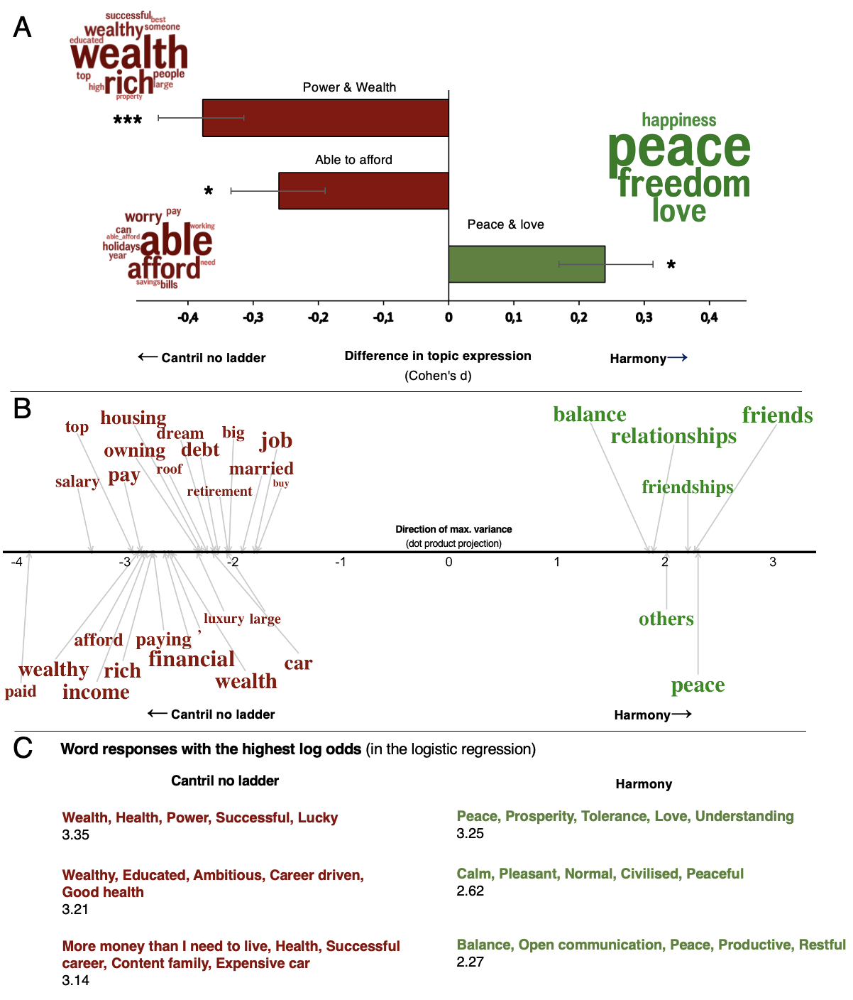 A
successful
best
wealthy
someone
educated
wealth
top
rich
people
high
large
property
Power & Wealth
***
Able to afford
*
happiness
peace
freedom
love
worry
pay
can
working
able_afford
able
holidays
year
afford
need
savings
bills
Peace & love
*
-0,4 -0,3 -0,2 -0,1 0 0,1 0,2 0,3 0,4
← Cantril no ladder
Difference in topic expression
(Cohen's d)
Harmony→
B
top
housing
dream
big
job
owning
debt
roof
married
salary
pay
retirement
buy
balance
friends
relationships
friendships
Direction of max. variance
(dot product projection)
-4 -3 -2 -1 0 1 2 3
luxury
large
,
afford
paying
financial
car
wealthy
rich
wealth
paid
income
others
peace
← Cantril no ladder
Harmony→
C
Word responses with the highest log odds (in the logistic regression)
Cantril no ladder
Harmony
Wealth, Health, Power, Successful, Lucky
3.35
Peace, Prosperity, Tolerance, Love, Understanding
3.25
Wealthy, Educated, Ambitious, Career driven,
Good health
3.21
Calm, Pleasant, Normal, Civilised, Peaceful
2.62
More money than I need to live, Health, Successful
career, Content family, Expensive car
3.14
Balance, Open communication, Peace, Productive, Restful
2.27